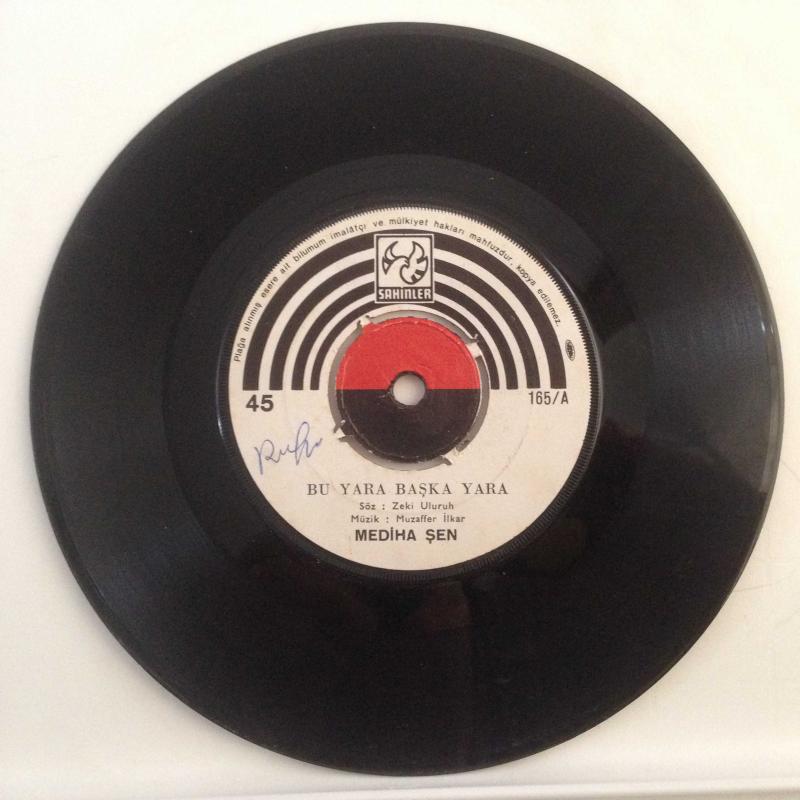 Plağa alınmış esere ait bilumum imalâtçı ve mülkiyet hakları mahfuzdur, kopya edilemez.
ŞAHİNLER
45
165/A
BU YARA BAŞKA YARA
Söz : Zeki Uluruh
Müzik : Muzaffer İlkar
MEDİHA ŞEN